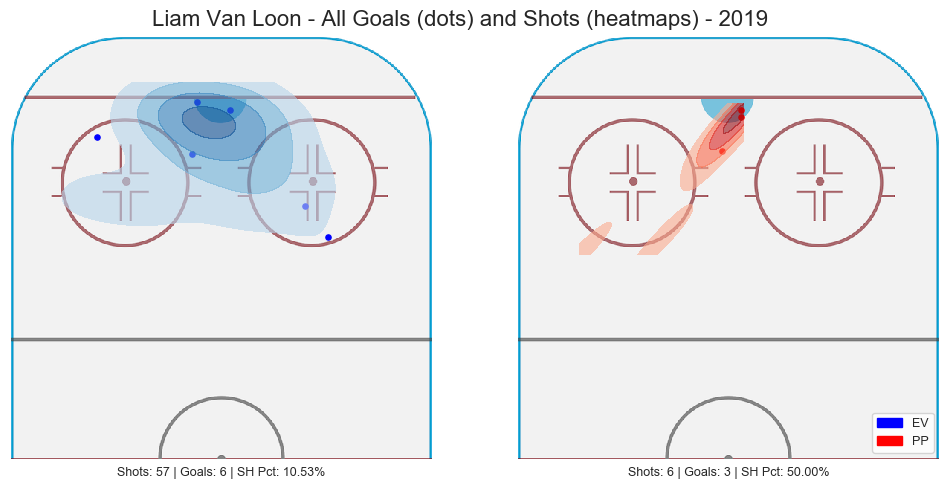 Liam Van Loon - All Goals (dots) and Shots (heatmaps) - 2019
EV
PP
Shots: 57 | Goals: 6 | SH Pct: 10.53%
Shots: 6 | Goals: 3 | SH Pct: 50.00%